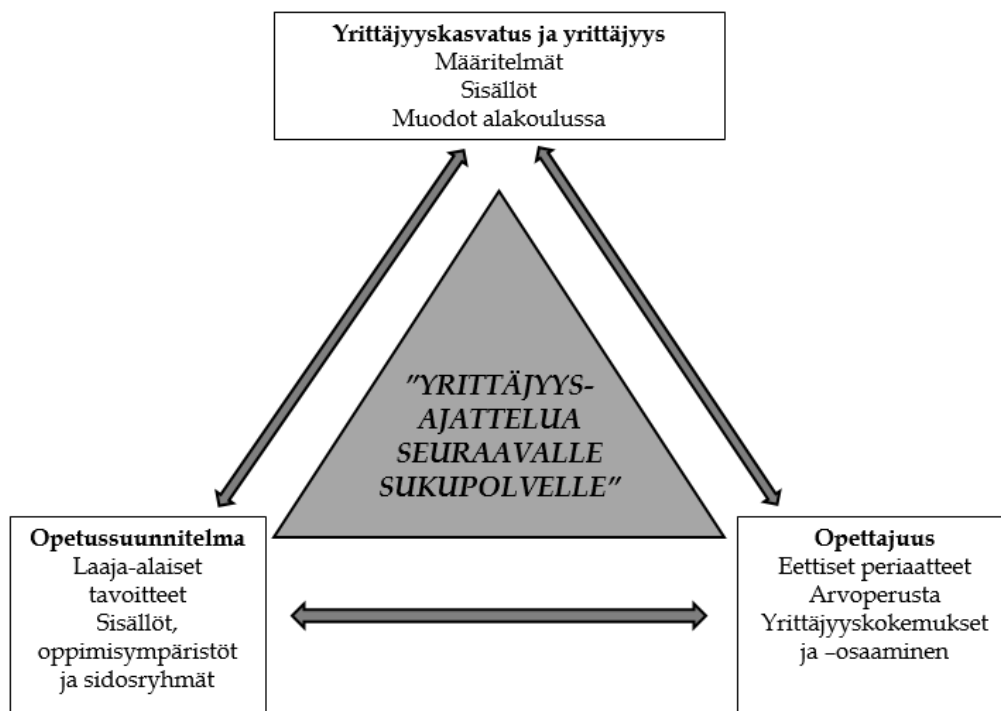 Yrittäjyyskasvatus ja yrittäjyys
Määritelmät
Sisällöt
Muodot alakoulussa
"YRITTÄJYYS-
AJATTELUA
SEURAAVALLE
SUKUPOLVELLE"
Opetussuunnitelma
Laaja-alaiset
tavoitteet
Sisällöt,
oppimisympäristöt
ja sidosryhmät
Opettajuus
Eettiset periaatteet
Arvoperusta
Yrittäjyyskokemukset
ja –osaaminen